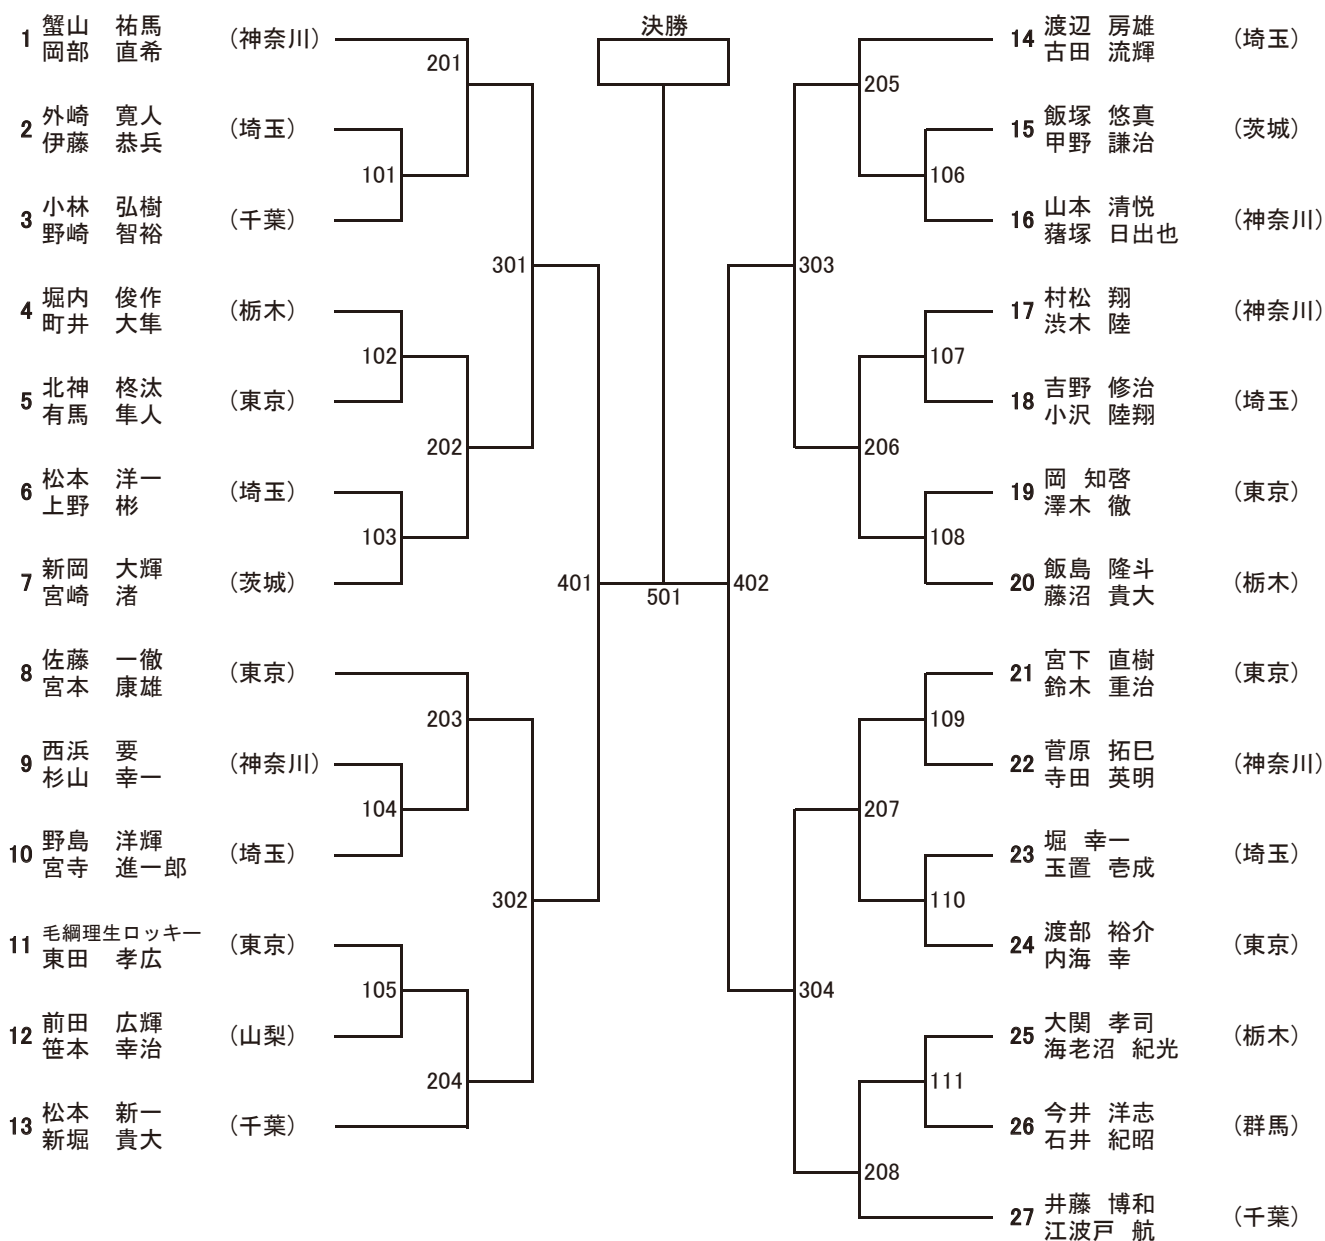 決勝
1 蟹山 祐馬 (神奈川)
岡部 直希
2 外崎 寛人 (埼玉)
伊藤 恭兵
3 小林 弘樹 (千葉)
野崎 智裕
4 堀内 俊作 (栃木)
町井 大隼
5 北神 柊汰 (東京)
有馬 隼人
6 松本 洋一 (埼玉)
上野 彬
7 新岡 大輝 (茨城)
宮崎 渚
8 佐藤 一徹 (東京)
宮本 康雄
9 西浜 要 (神奈川)
杉山 幸一
10 野島 洋輝 (埼玉)
宮寺 進一郎
11 毛綱理生ロッキー (東京)
東田 孝広
12 前田 広輝 (山梨)
笹本 幸治
13 松本 新一 (千葉)
新堀 貴大
201
101
301
102
202
103
401
501
402
203
104
302
105
204
14 渡辺 房雄 (埼玉)
古田 流輝
15 飯塚 悠真 (茨城)
甲野 謙治
16 山本 清悦 (神奈川)
藷塚 日出也
17 村松 翔 (神奈川)
渋木 陸
18 吉野 修治 (埼玉)
小沢 陸翔
19 岡 知啓 (東京)
澤木 徹
20 飯島 隆斗 (栃木)
藤沼 貴大
21 宮下 直樹 (東京)
鈴木 重治
22 菅原 拓巳 (神奈川)
寺田 英明
23 堀 幸一 (埼玉)
玉置 壱成
24 渡部 裕介 (東京)
内海 幸
25 大関 孝司 (栃木)
海老沼 紀光
26 今井 洋志 (群馬)
石井 紀昭
27 井藤 博和 (千葉)
江波戸 航
205
106
303
107
206
108
109
207
110
304
111
208